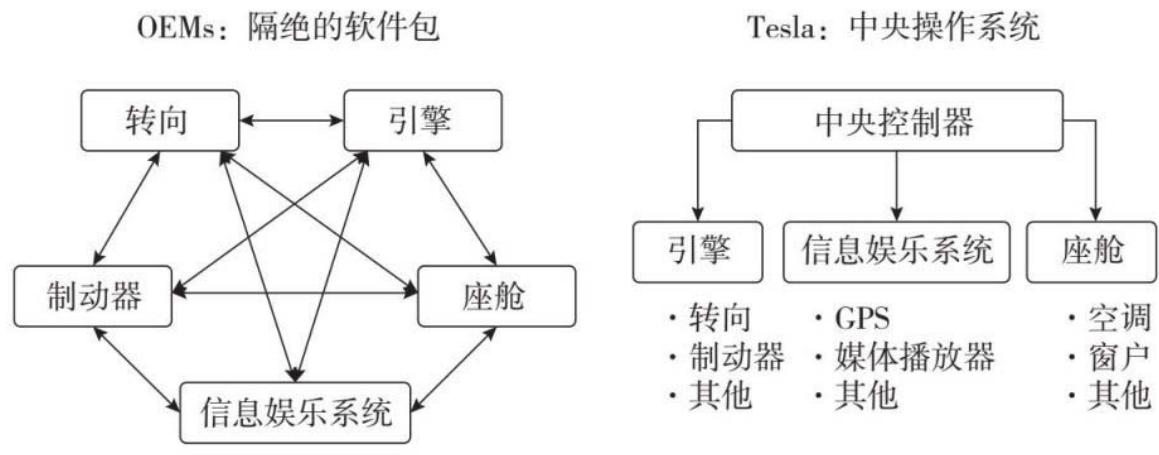 OEMs：隔绝的软件包
转向
引擎
制动器
座舱
信息娱乐系统
Tesla：中央操作系统
中央控制器
引擎
信息娱乐系统
座舱
·转向
·制动器
·其他
·GPS
·媒体播放器
·其他
·空调
·窗户
·其他